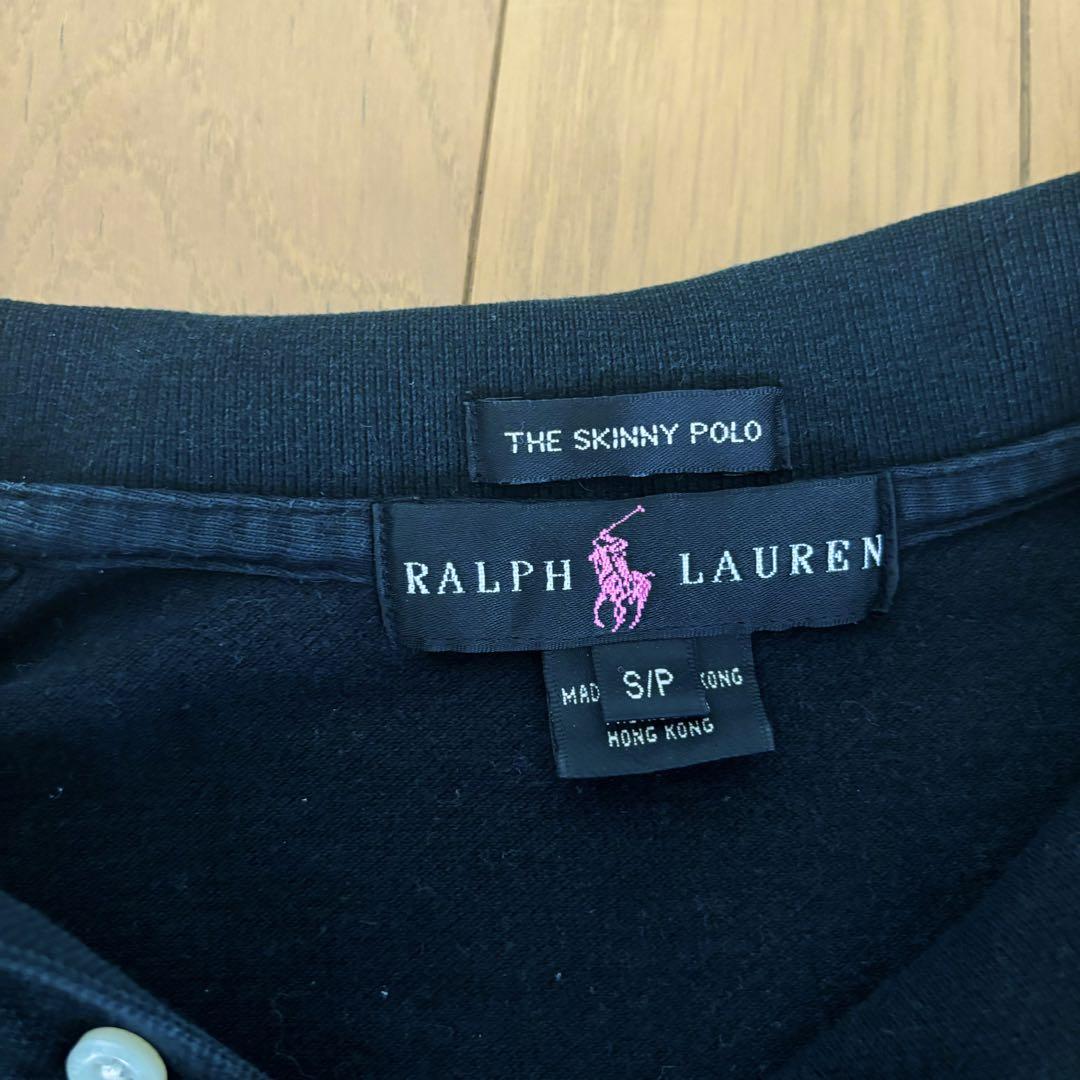 THE SKINNY POLO
RALPH LAUREN
S/P
MAD
KONG
HONG KONG